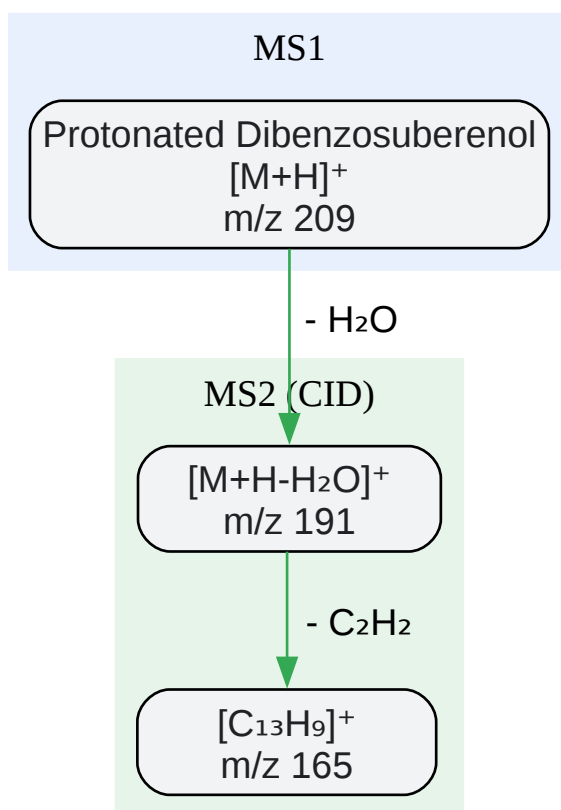 MS1
Protonated Dibenzosuberenol
[M+H]⁺
m/z 209
- H₂O
MS2 (CID)
[M+H-H₂O]⁺
m/z 191
- C₂H₂
[C₁₃H₉]⁺
m/z 165